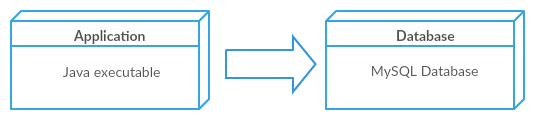 Application
Java executable
Database
MySQL Database